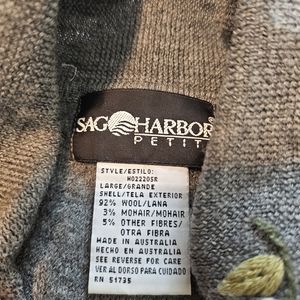 SAG HARBOR®
PETITE
STYLE/ESTILO:
H02220SR
LARGE/GRANDE
SHELL/TELA EXTERIOR
92% WOOL/LANA
3% MOHAIR/MOHAIR
5% OTHER FIBRES/
OTRA FIBRA
MADE IN AUSTRALIA
HECHO EN AUSTRALIA
SEE REVERSE FOR CARE
VER AL DORSO PARA CUIDADO
RN 51735